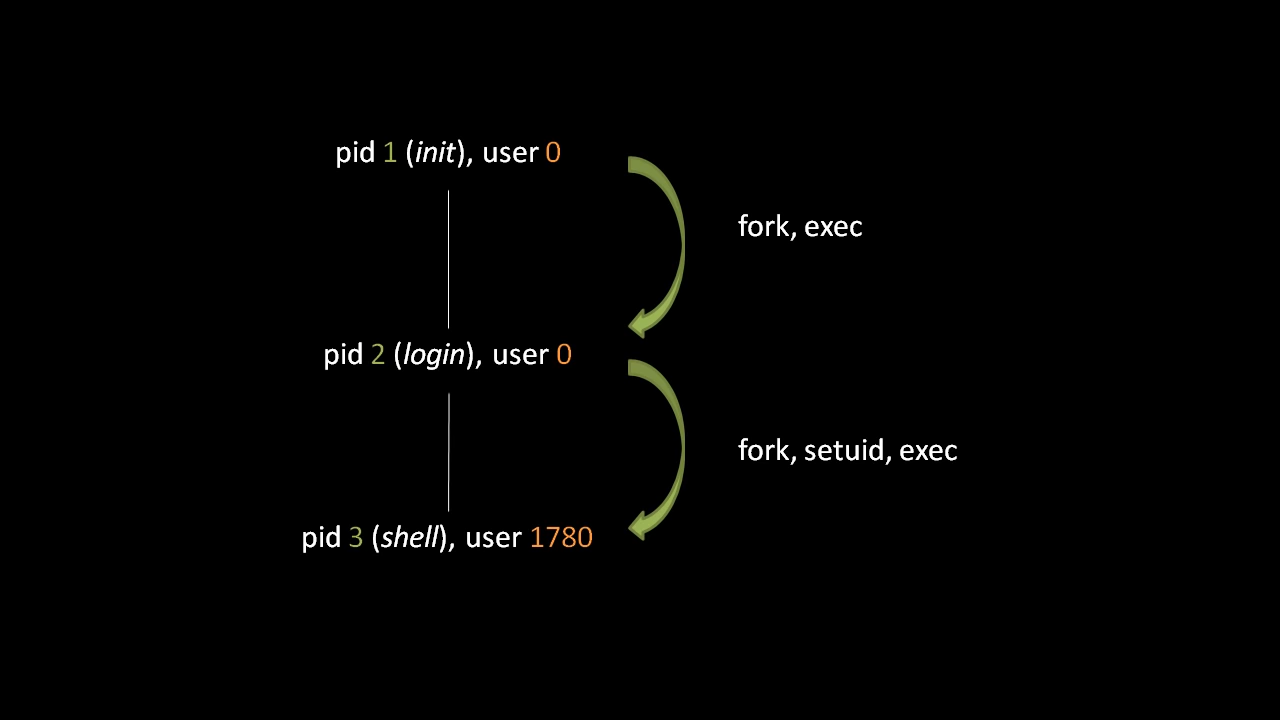 pid 1 (init), user 0
fork, exec
pid 2 (login), user 0
fork, setuid, exec
pid 3 (shell), user 1780